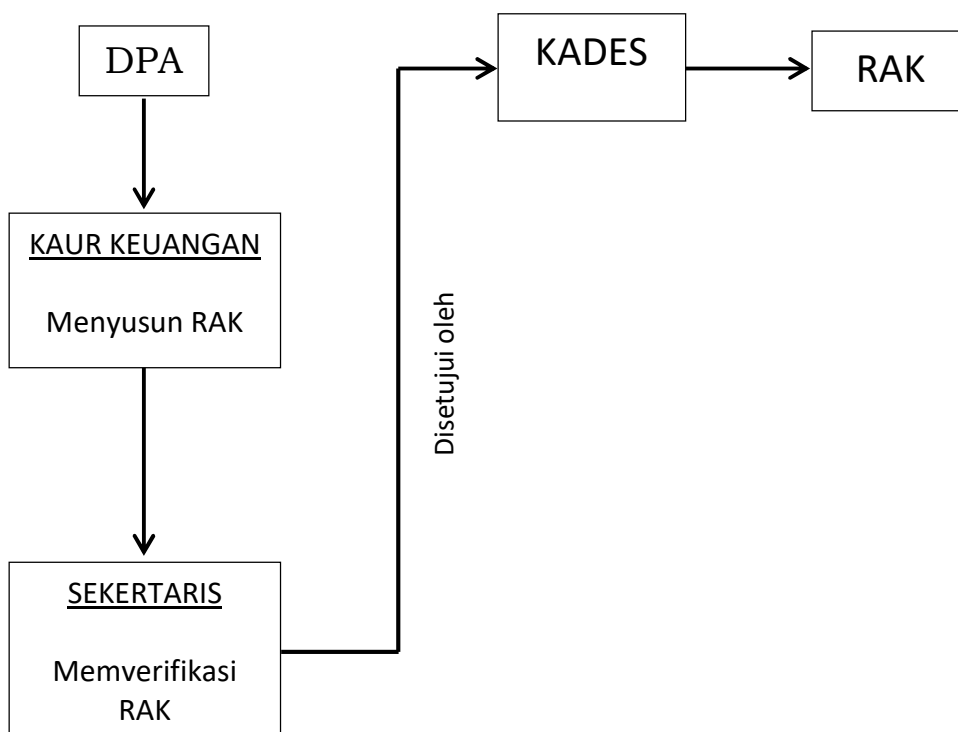 DPA
KAUR KEUANGAN
Menyusun RAK
SEKERTARIS
Memverifikasi
RAK
Disetujui oleh
KADES
RAK